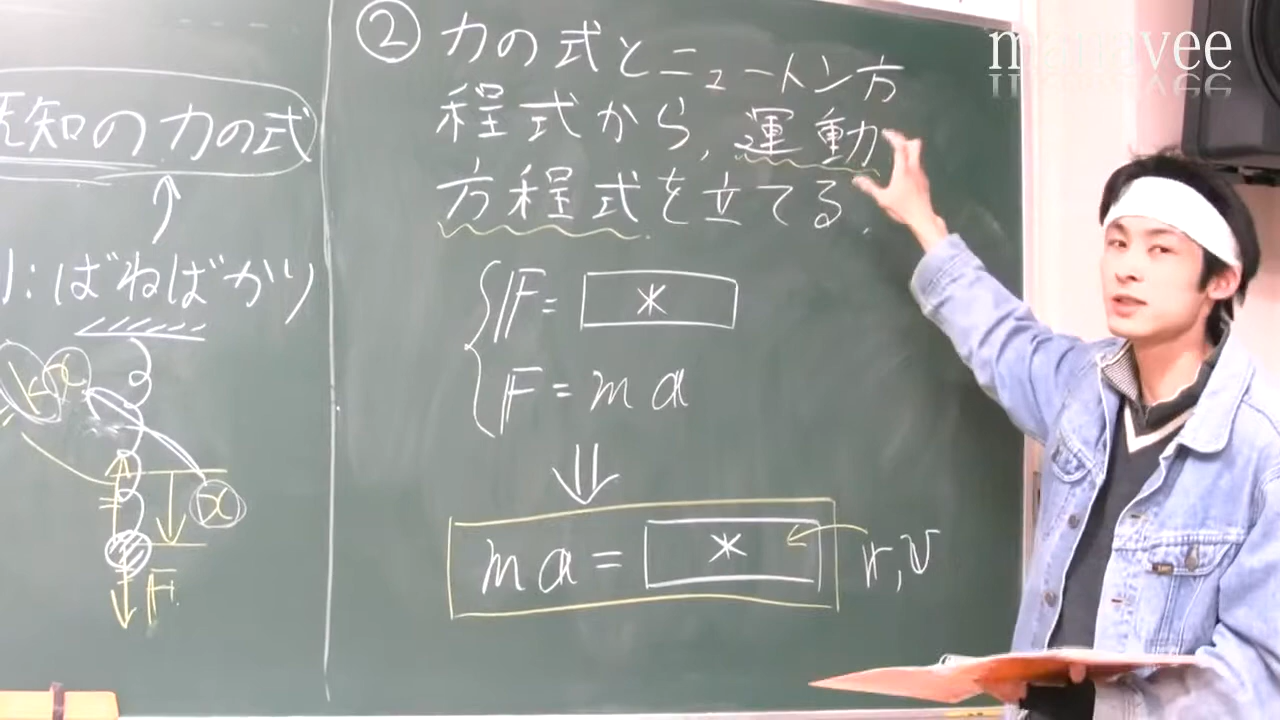 manavee
既知の力の式
例:ばねばかり
kx
x
F
② 力の式とニュートン方
程式から, 運動
方程式を立てる.
F = *
F = ma
ma = *
r, v